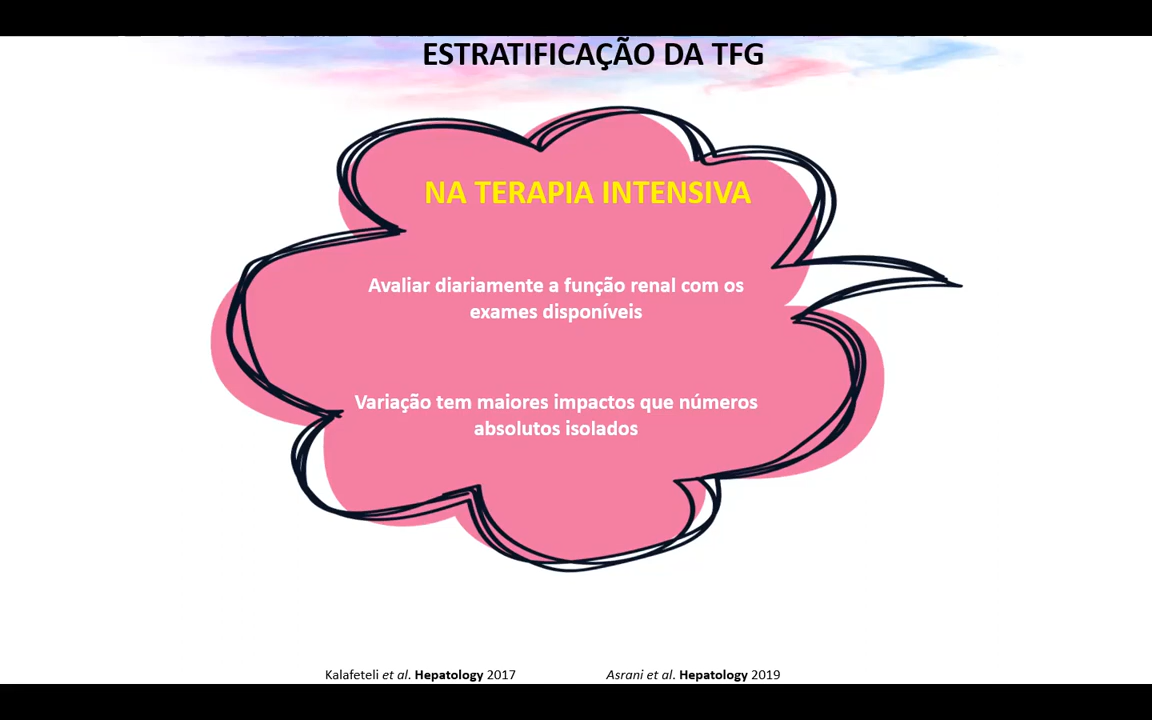 ESTRATIFICAÇÃO DA TFG
NA TERAPIA INTENSIVA
Avaliar diariamente a função renal com os
exames disponíveis
Variação tem maiores impactos que números
absolutos isolados
Kalafeteli et al. Hepatology 2017
Asrani et al. Hepatology 2019